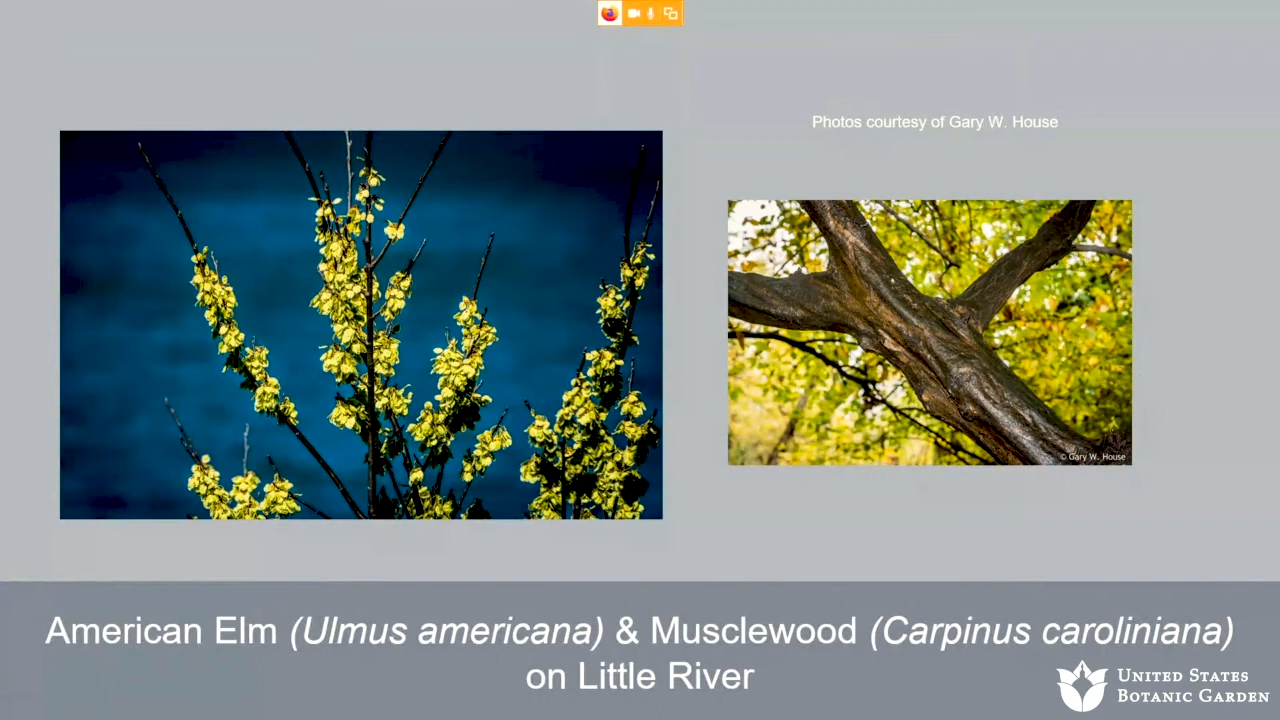 Photos courtesy of Gary W. House
© Gary W. House
American Elm (Ulmus americana) & Musclewood (Carpinus caroliniana)
on Little River
United States
Botanic Garden